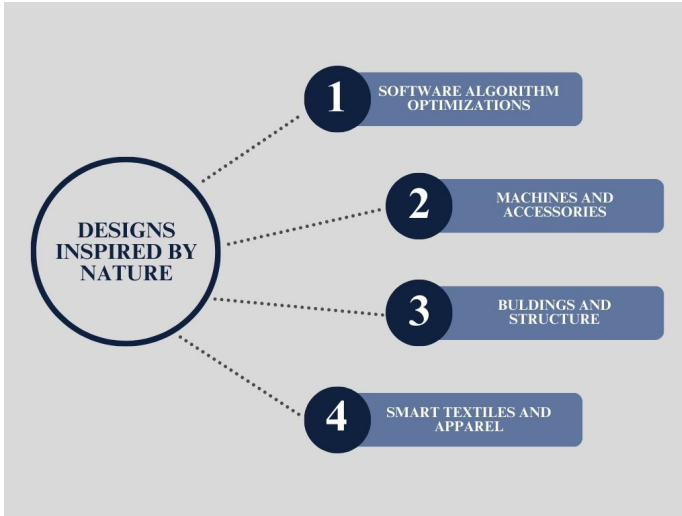 1
SOFTWARE ALGORITHM
OPTIMIZATIONS
2
MACHINES AND
ACCESSORIES
DESIGNS
INSPIRED BY
NATURE
3
BULDINGS AND
STRUCTURE
4
SMART TEXTILES AND
APPAREL